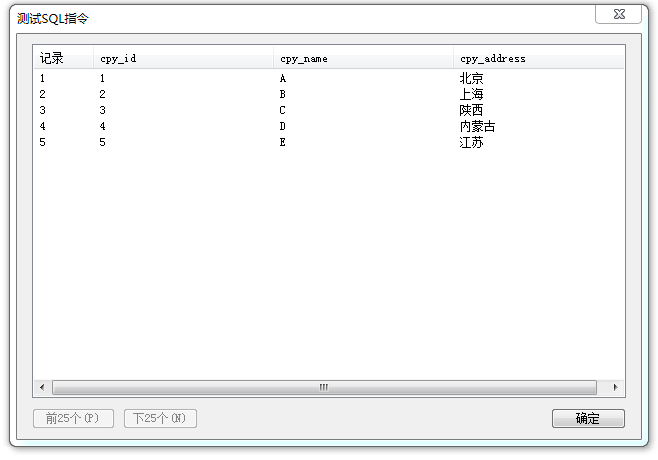 测试SQL指令
记录 cpy_id cpy_name cpy_address
1 1 A 北京
2 2 B 上海
3 3 C 陕西
4 4 D 内蒙古
5 5 E 江苏
前25个(P) 下25个(N) 确定